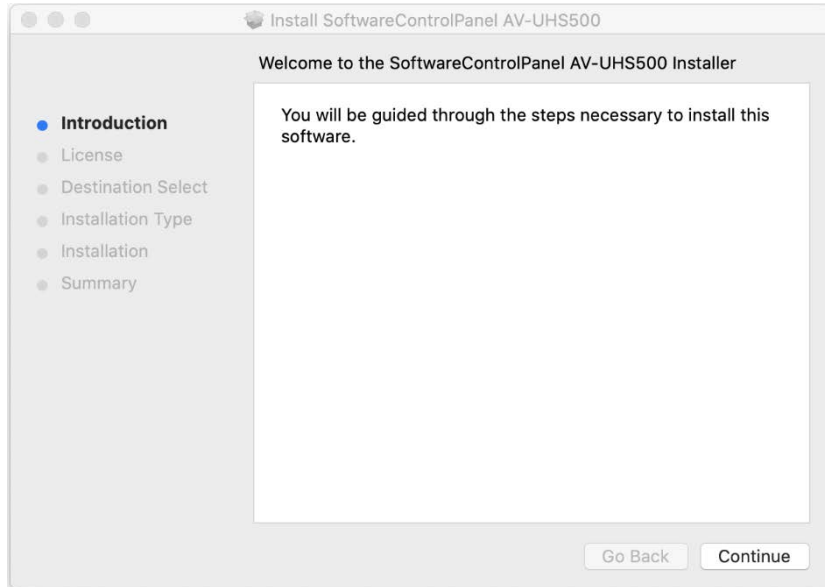 Install SoftwareControlPanel AV-UHS500
Welcome to the SoftwareControlPanel AV-UHS500 Installer
Introduction
License
Destination Select
Installation Type
Installation
Summary
You will be guided through the steps necessary to install this
software.
Go Back
Continue